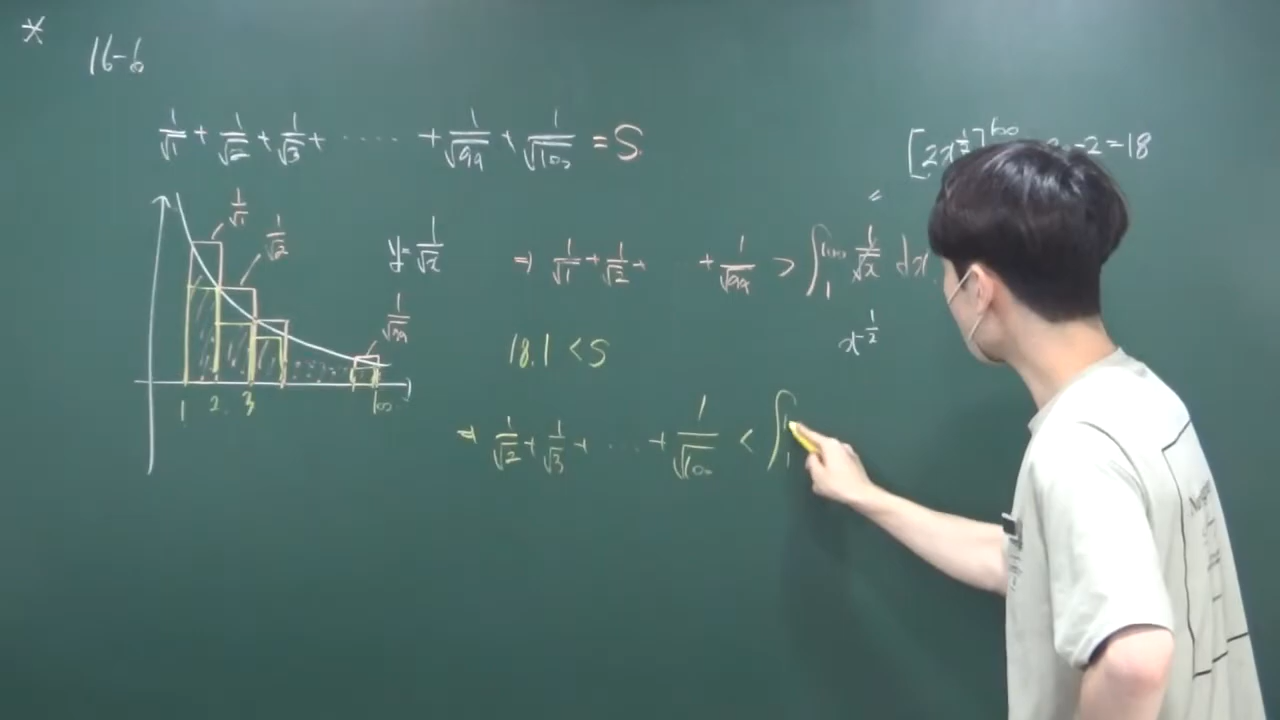 *
16-6
1/√1 + 1/√2 + 1/√3 + ····· + 1/√99 + 1/√100 = S
[2x^(1/2)] -2=18
=
1/√1
1/√2
y=1/√x
⇒ 1/√1 + 1/√2 + ··· + 1/√99 > ∫₁¹⁰⁰ 1/√x dx
1/√99
18.1 < S
x^(-1/2)
1 2 3 100
⇒ 1/√2 + 1/√3 + ··· + 1/√100 < ∫₁